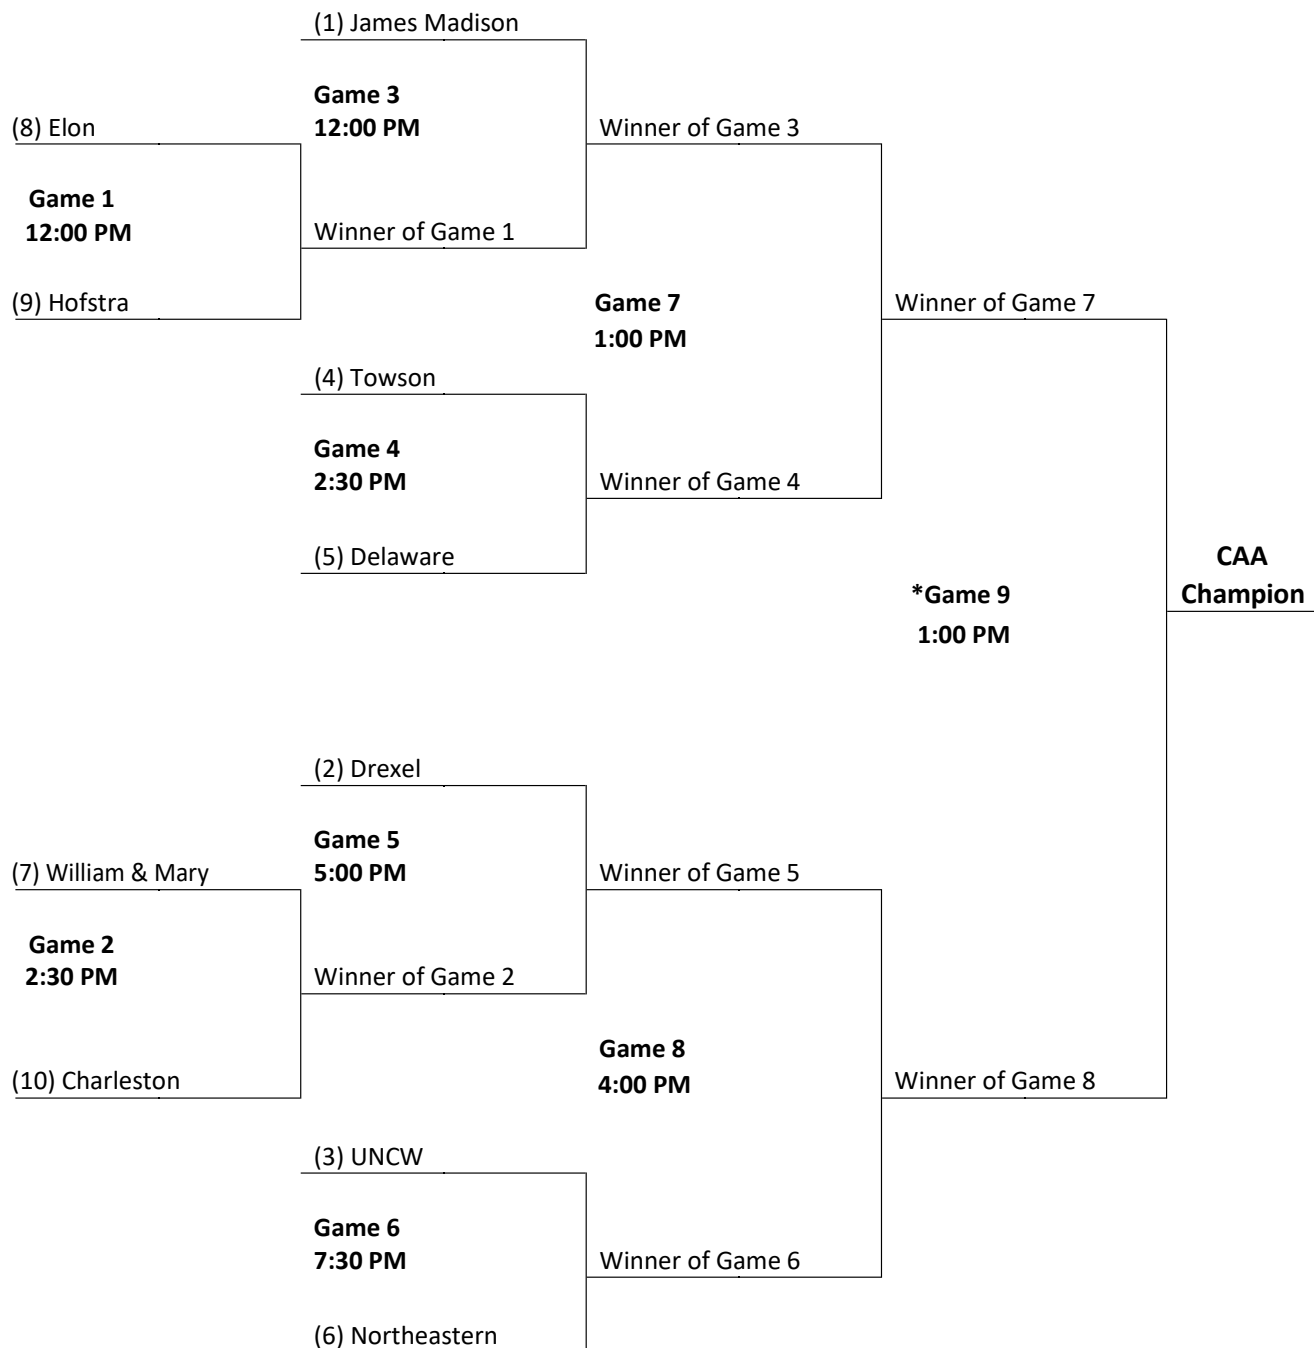 (1) James Madison
Game 3
12:00 PM
(8) Elon
Winner of Game 3
Game 1
12:00 PM
Winner of Game 1
(9) Hofstra
Game 7
1:00 PM
Winner of Game 7
(4) Towson
Game 4
2:30 PM
Winner of Game 4
(5) Delaware
*Game 9
1:00 PM
CAA
Champion
(2) Drexel
Game 5
5:00 PM
(7) William & Mary
Winner of Game 5
Game 2
2:30 PM
Winner of Game 2
(10) Charleston
Game 8
4:00 PM
Winner of Game 8
(3) UNCW
Game 6
7:30 PM
Winner of Game 6
(6) Northeastern